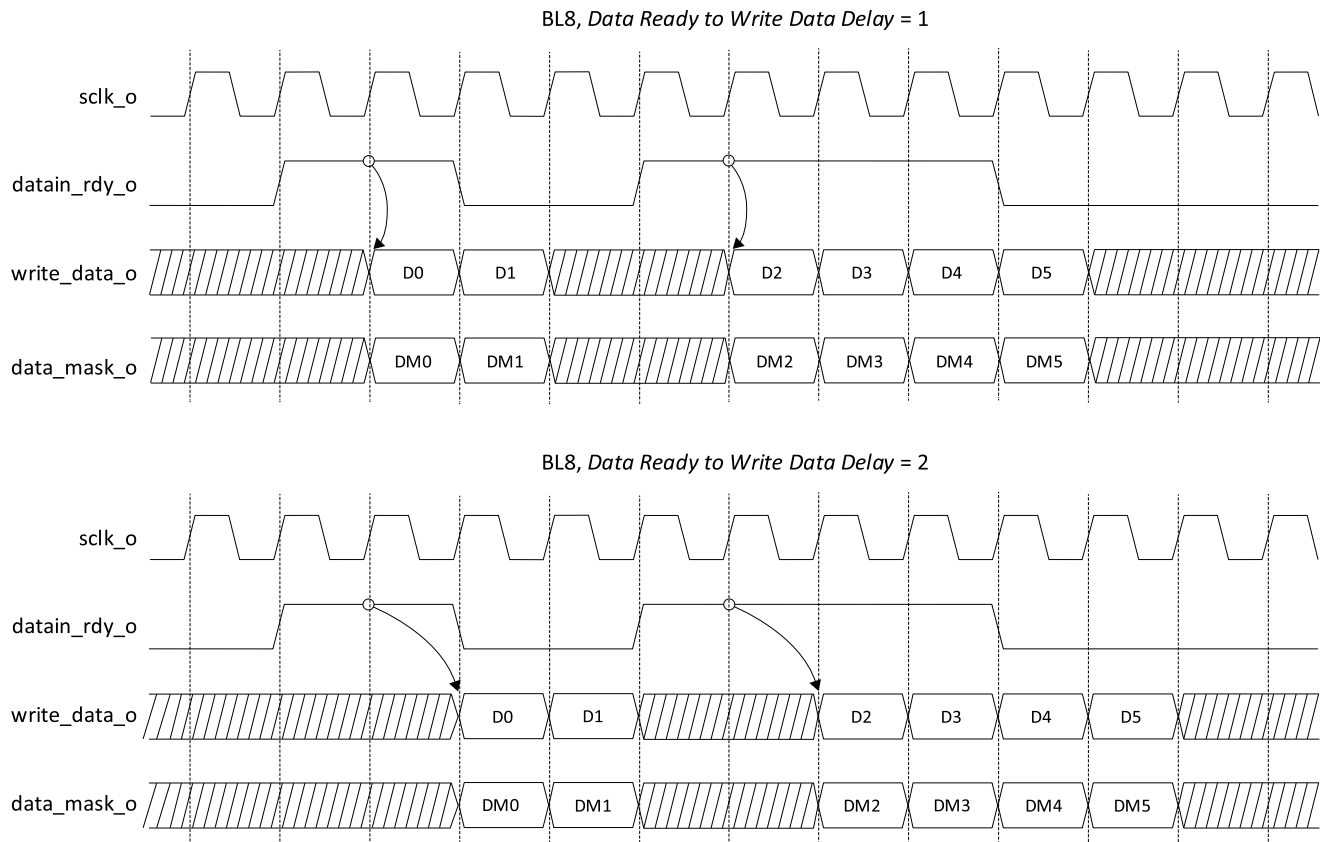 BL8, Data Ready to Write Data Delay = 1
sclk_o
datain_rdy_o
write_data_o D0 D1 D2 D3 D4 D5
data_mask_o DM0 DM1 DM2 DM3 DM4 DM5
BL8, Data Ready to Write Data Delay = 2
sclk_o
datain_rdy_o
write_data_o D0 D1 D2 D3 D4 D5
data_mask_o DM0 DM1 DM2 DM3 DM4 DM5